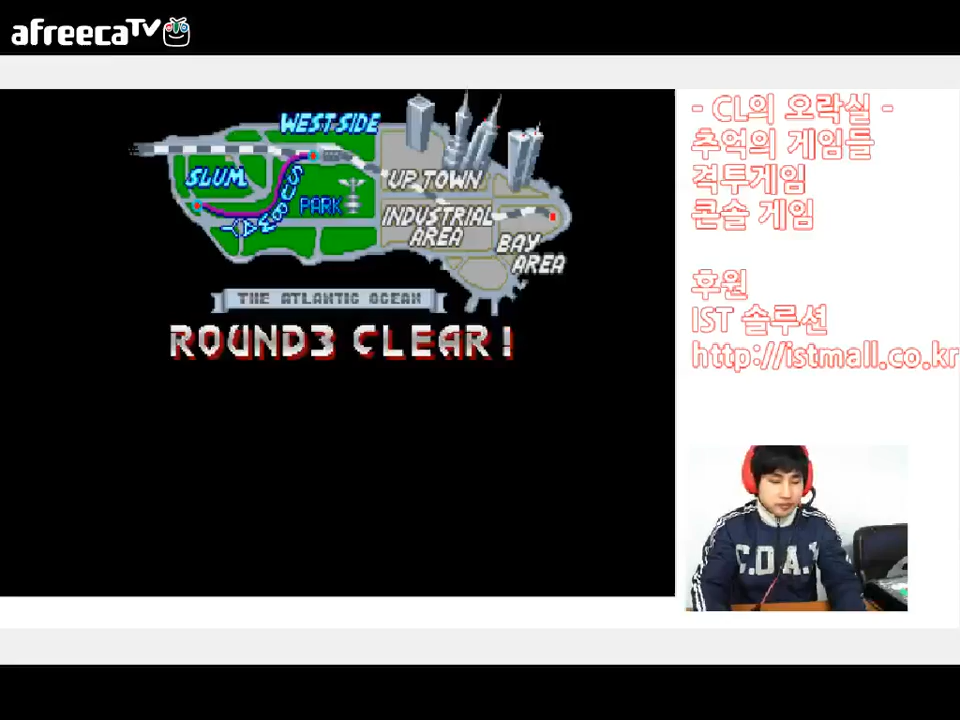 afreecaTV
WEST SIDE
SLUM
SUBWAY
PARK
UP TOWN
INDUSTRIAL
AREA
BAY
AREA
THE ATLANTIC OCEAN
ROUND3 CLEAR!
- CL의 오락실 -
추억의 게임들
격투게임
콘솔 게임
후원
IST 솔루션
http://istmall.co.kr